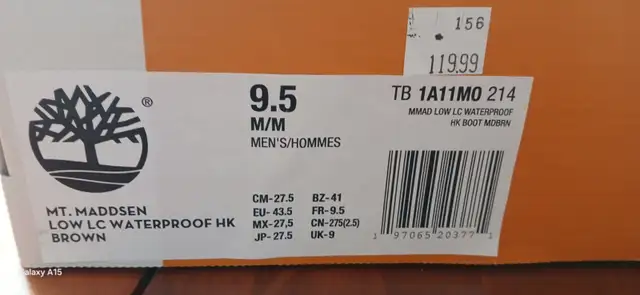 156
119.99
®
9.5
M/M
MEN'S/HOMMES
TB 1A11MO 214
MMAD LOW LC WATERPROOF
HK BOOT MDBRN
MT. MADDSEN
LOW LC WATERPROOF HK
BROWN
CM-27.5 BZ-41
EU-43.5 FR-9.5
MX-27,5 CN-275(2.5)
JP-27.5 UK-9
1 97065 20377 1
Galaxy A15